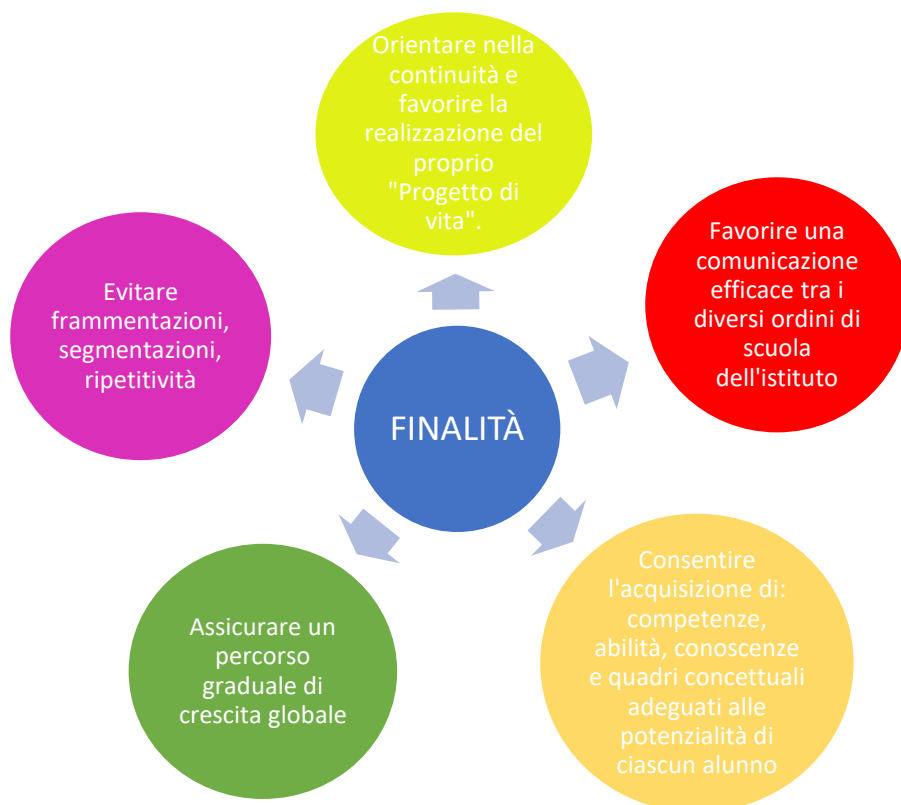 Orientare nella
continuità e
favorire la
realizzazione del
proprio
"Progetto di
vita".
Favorire una
comunicazione
efficace tra i
diversi ordini di
scuola
dell'istituto
Consentire
l'acquisizione di:
competenze,
abilità, conoscenze
e quadri concettuali
adeguati alle
potenzialità di
ciascun alunno
Assicurare un
percorso
graduale di
crescita globale
Evitare
frammentazioni,
segmentazioni,
ripetitività
FINALITÀ